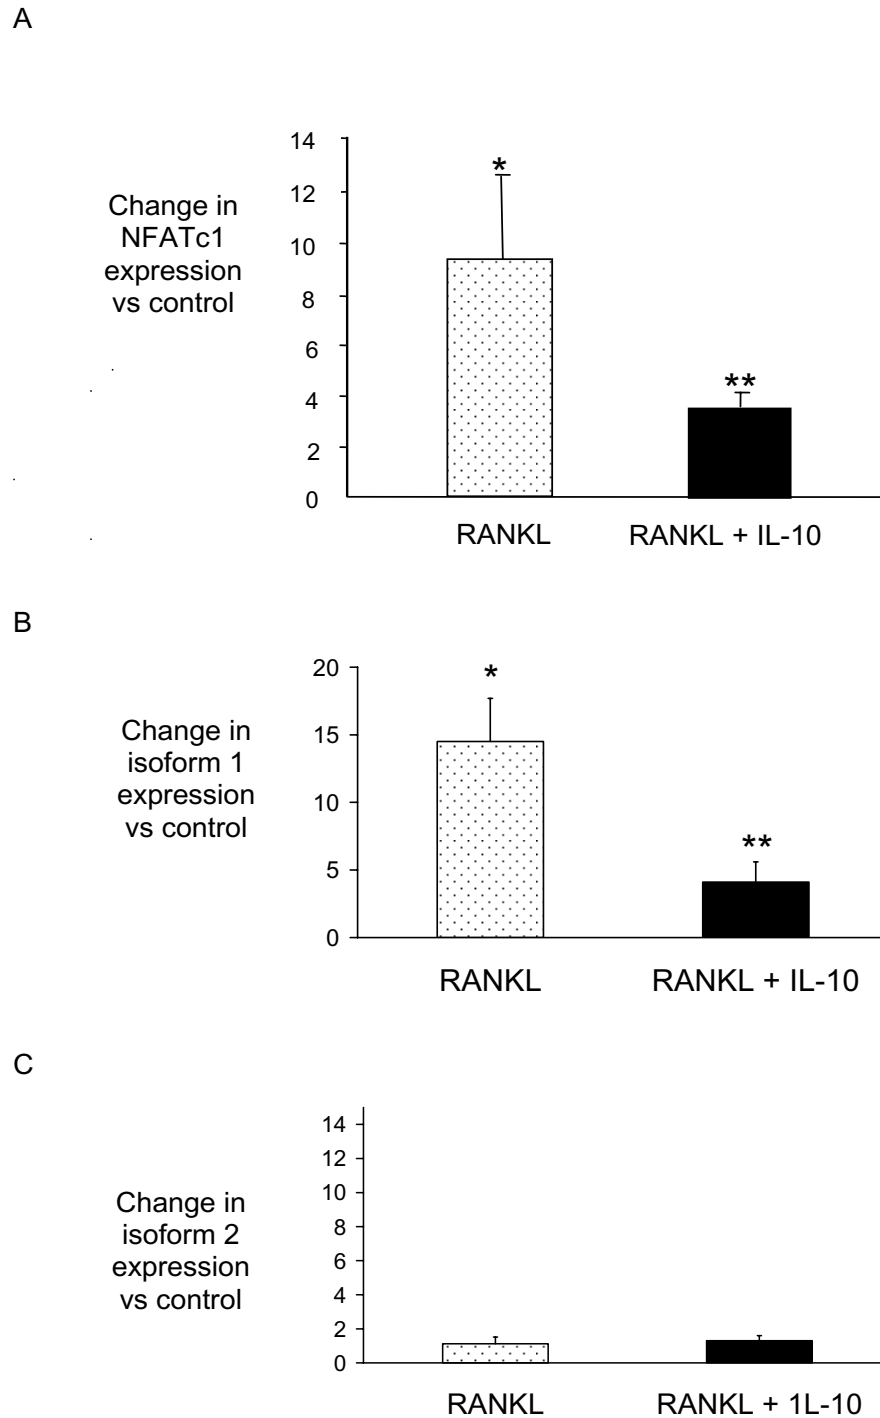 A
14
12
10
8
6
4
2
0
Change in
NFATc1
expression
vs control
*
**
RANKL
RANKL + IL-10
B
20
15
10
5
0
Change in
isoform 1
expression
vs control
*
**
RANKL
RANKL + IL-10
C
14
12
10
8
6
4
2
0
Change in
isoform 2
expression
vs control
RANKL
RANKL + 1L-10